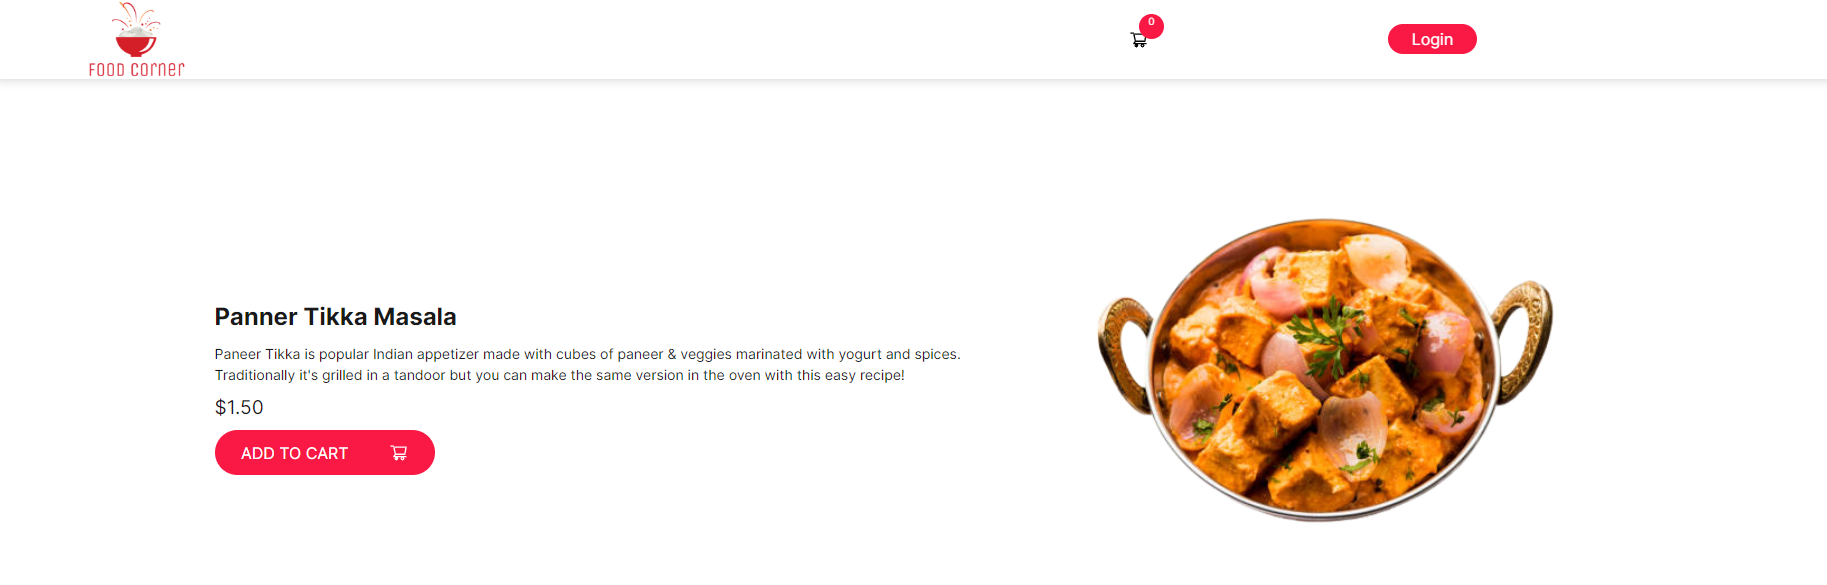 FOOD CORNER
0
Login
Panner Tikka Masala
Paneer Tikka is popular Indian appetizer made with cubes of paneer & veggies marinated with yogurt and spices.
Traditionally it's grilled in a tandoor but you can make the same version in the oven with this easy recipe!
$1.50
ADD TO CART